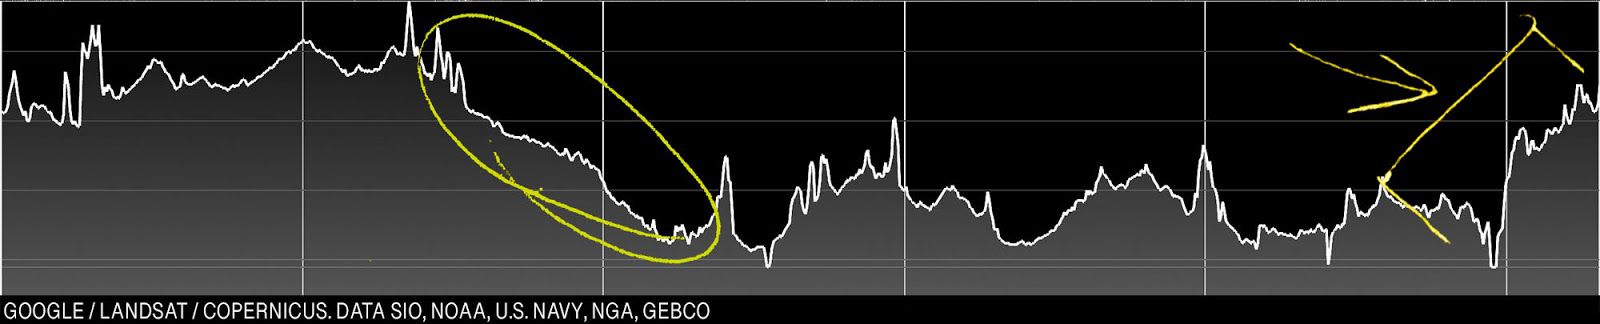 GOOGLE / LANDSAT / COPERNICUS. DATA SIO, NOAA, U.S. NAVY, NGA, GEBCO